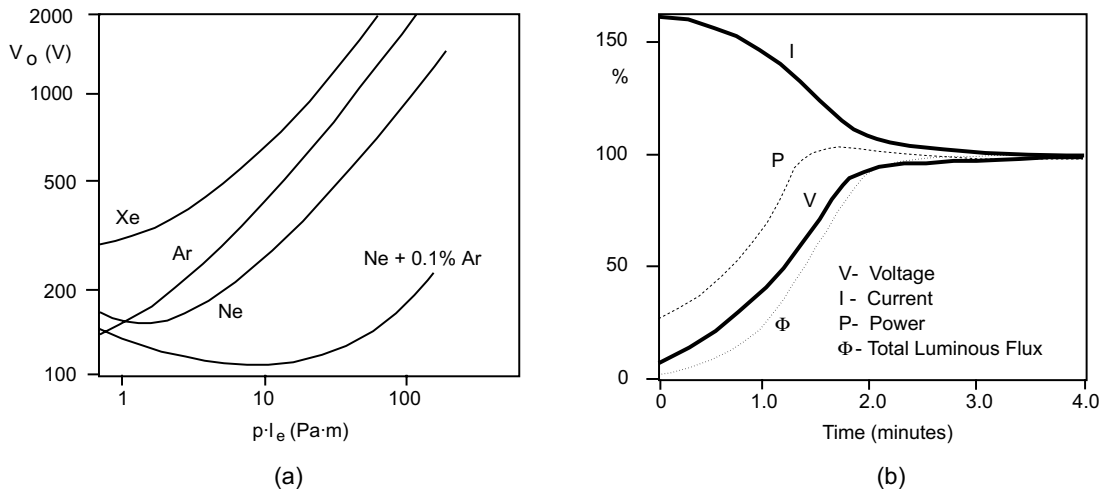 2000
V o (V)
1000
500
200
100
Xe
Ar
Ne
Ne + 0.1% Ar
1 10 100
p·l e (Pa·m)
(a)
150
%
100
50
0
I
P
V
Φ
V- Voltage
I - Current
P- Power
Φ- Total Luminous Flux
0 1.0 2.0 3.0 4.0
Time (minutes)
(b)